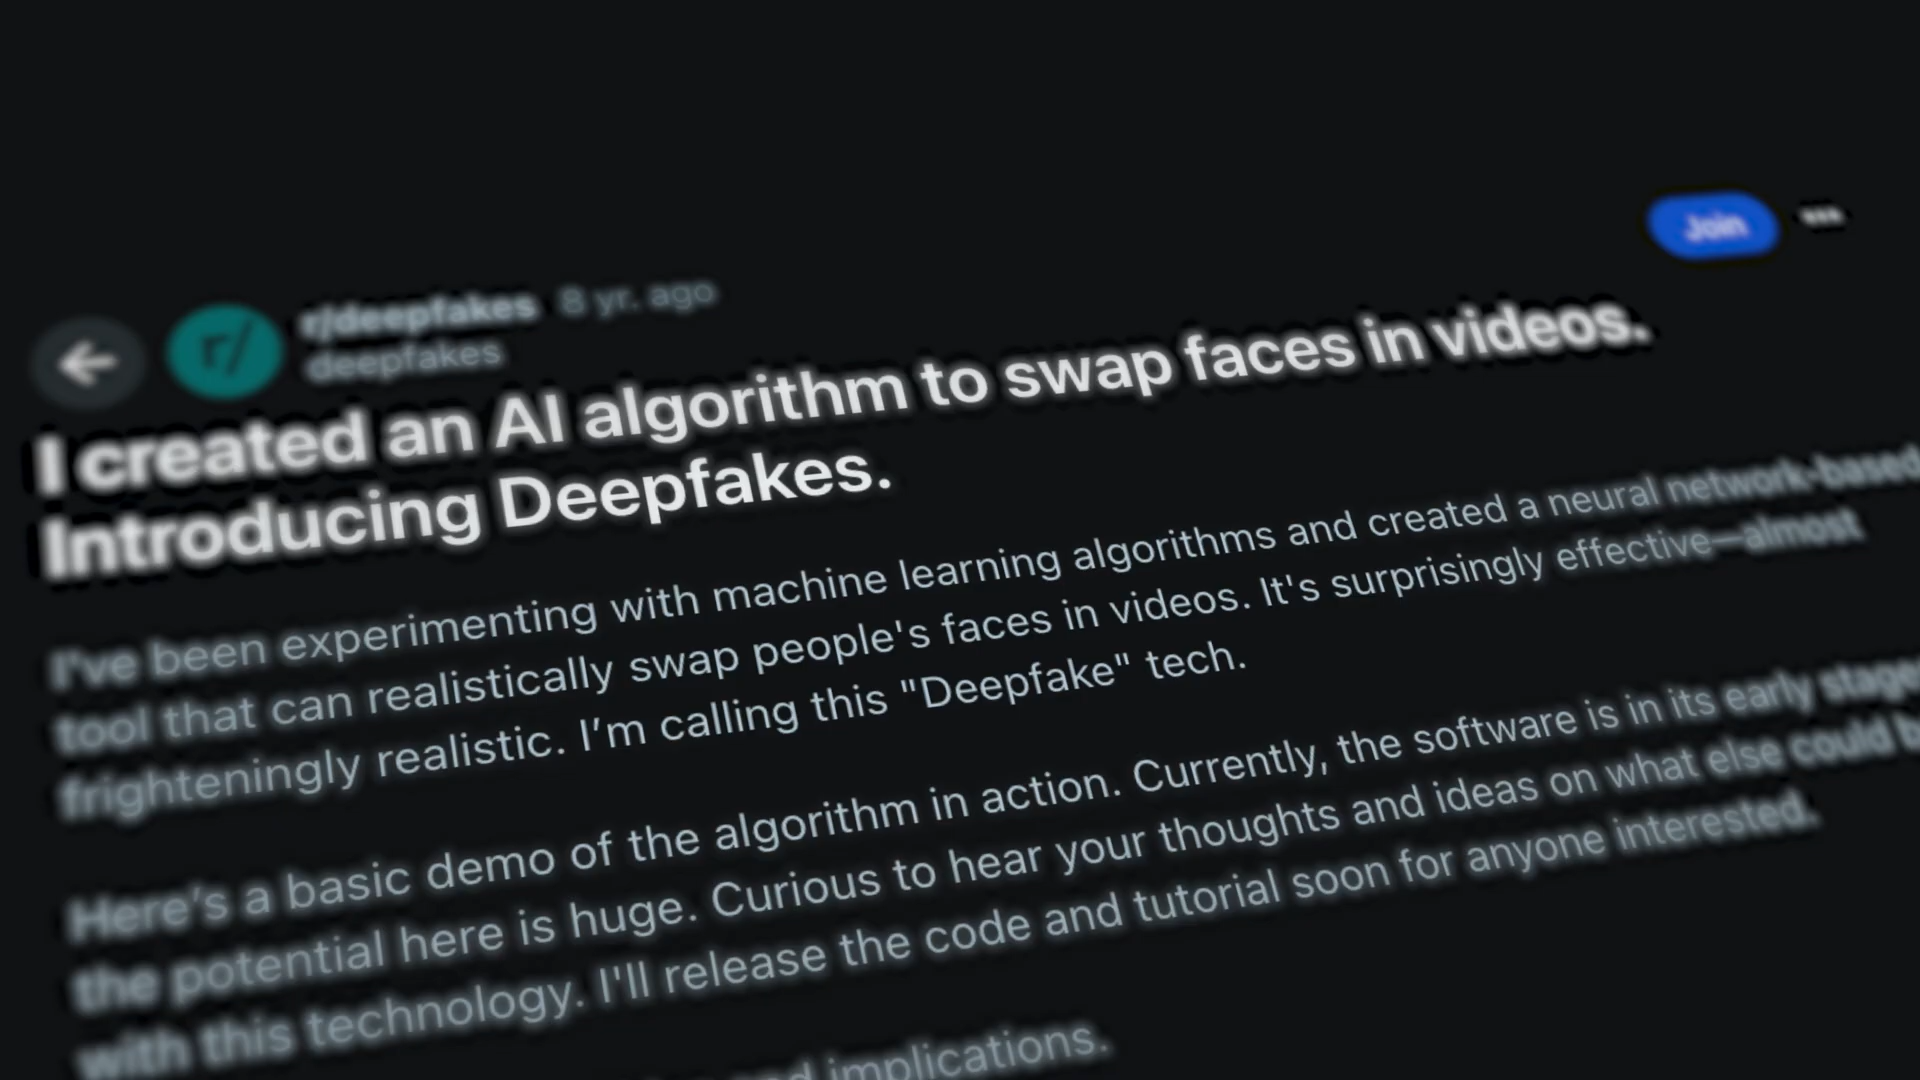 Join
r/deepfakes 8 yr. ago
deepfakes
I created an AI algorithm to swap faces in videos.
Introducing Deepfakes.
I've been experimenting with machine learning algorithms and created a neural network-based
tool that can realistically swap people's faces in videos. It's surprisingly effective—almost
frighteningly realistic. I’m calling this "Deepfake" tech.
Here’s a basic demo of the algorithm in action. Currently, the software is in its early stages
the potential here is huge. Curious to hear your thoughts and ideas on what else could
with this technology. I'll release the code and tutorial soon for anyone interested.
and implications.